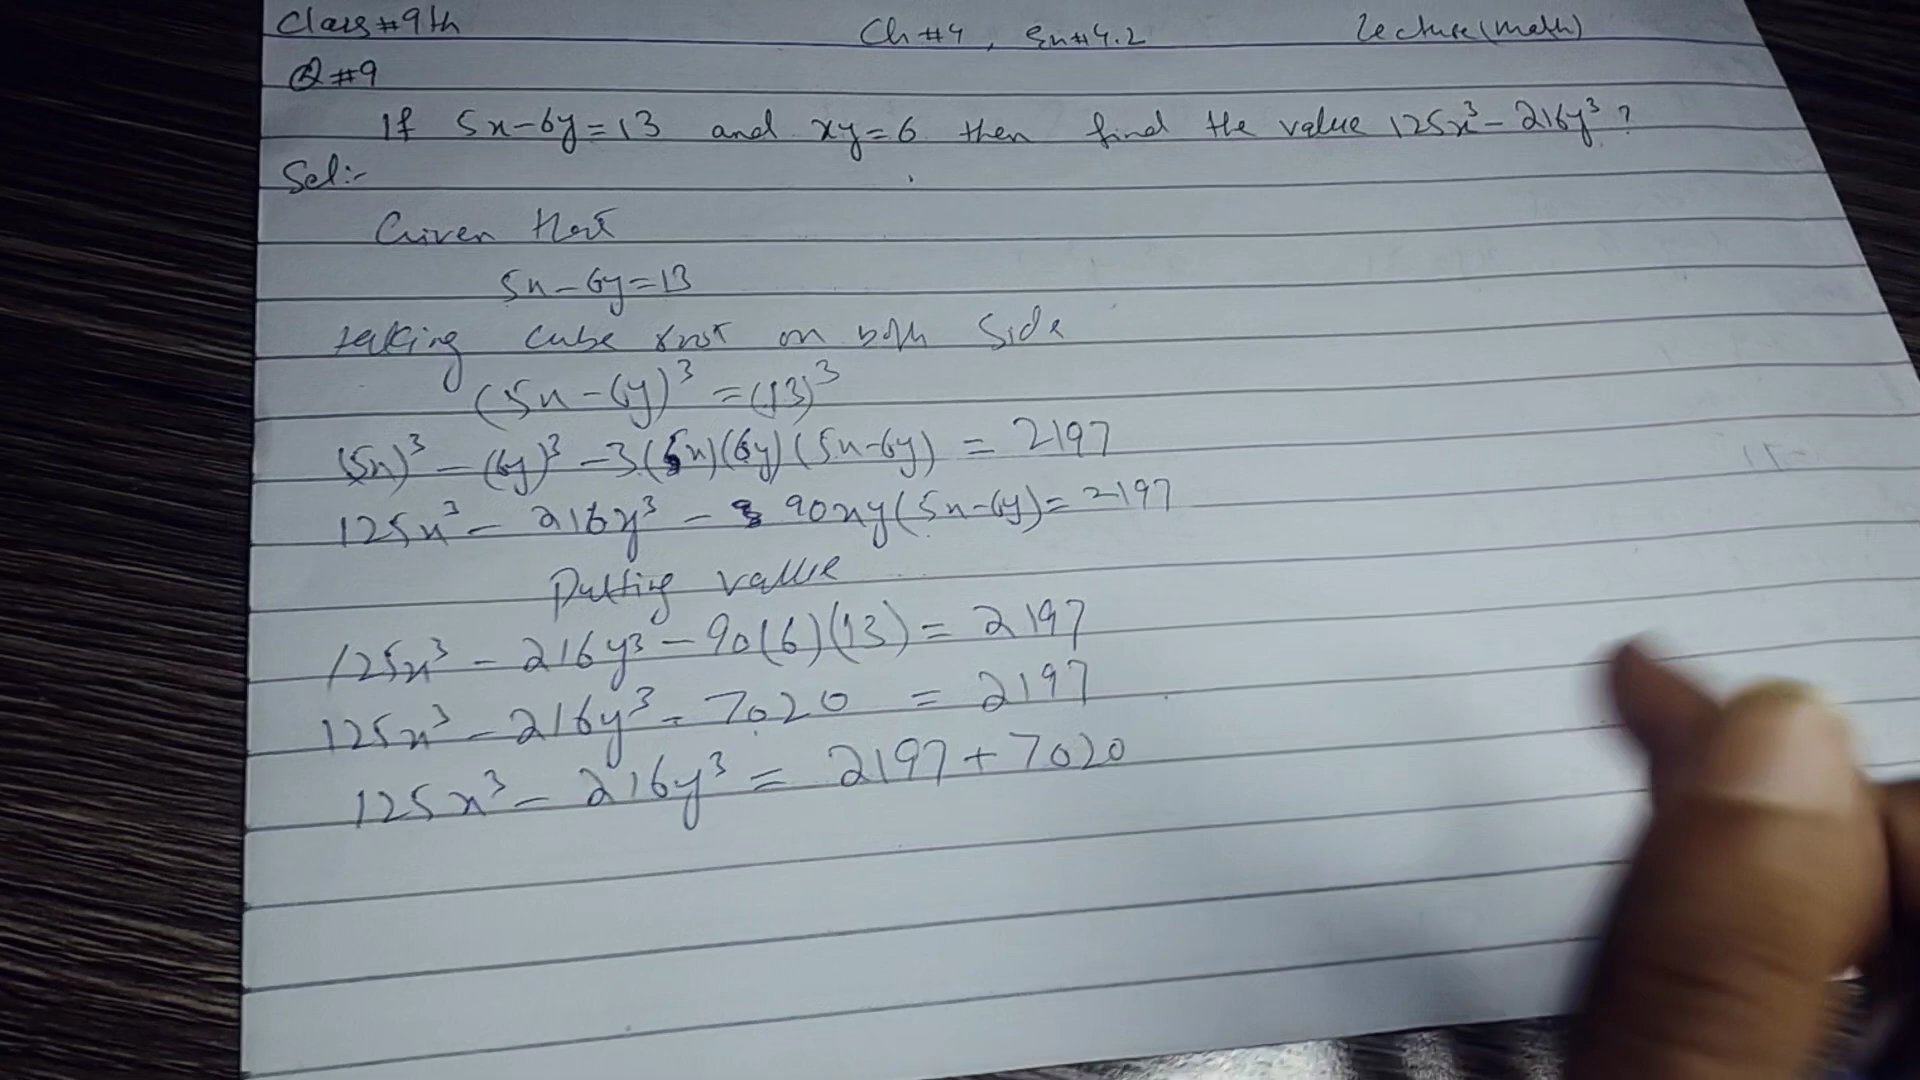 Class #9th Ch #4, Ex #4.2 Lecture (Math)
Q #9
If 5x-6y=13 and xy=6 then find the value 125x³-216y³?
Sol:-
Given that
5x-6y=13
taking cube root on both side
(5x-6y)³=(13)³
(5x)³-(6y)³-3(5x)(6y)(5x-6y) = 2197
125x³-216y³-90xy(5x-6y)=2197
Putting value
125x³-216y³-90(6)(13)=2197
125x³-216y³-7020 = 2197
125x³-216y³ = 2197+7020